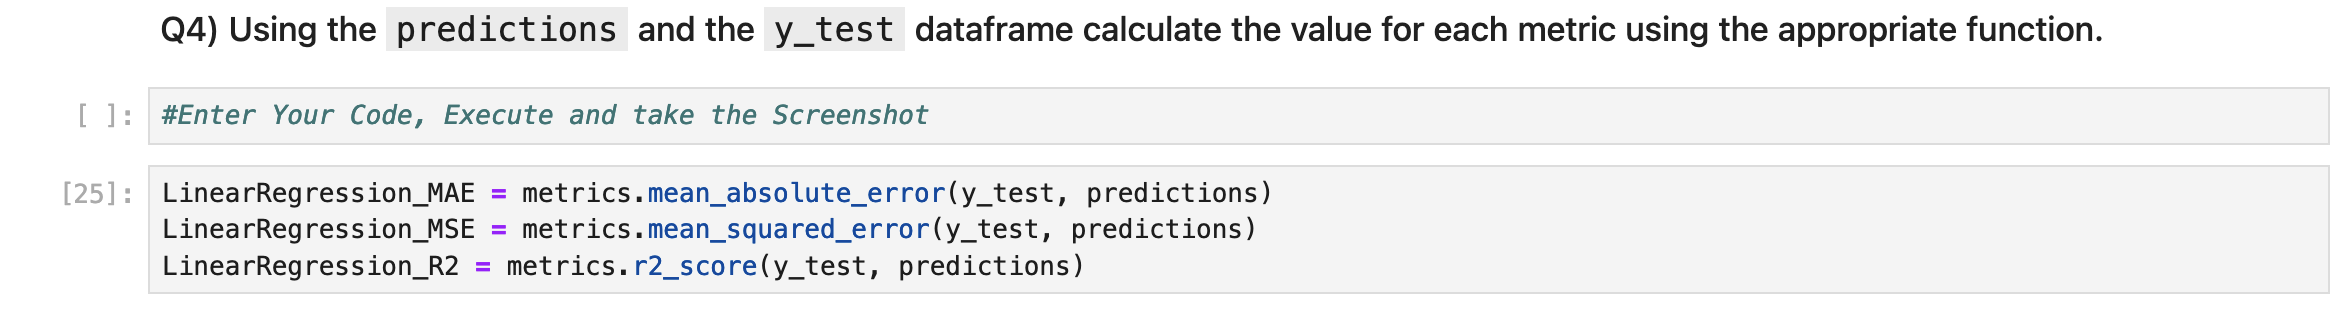 Q4) Using the predictions and the y_test dataframe calculate the value for each metric using the appropriate function.
[ ]: #Enter Your Code, Execute and take the Screenshot
[25]: LinearRegression_MAE = metrics.mean_absolute_error(y_test, predictions)
LinearRegression_MSE = metrics.mean_squared_error(y_test, predictions)
LinearRegression_R2 = metrics.r2_score(y_test, predictions)